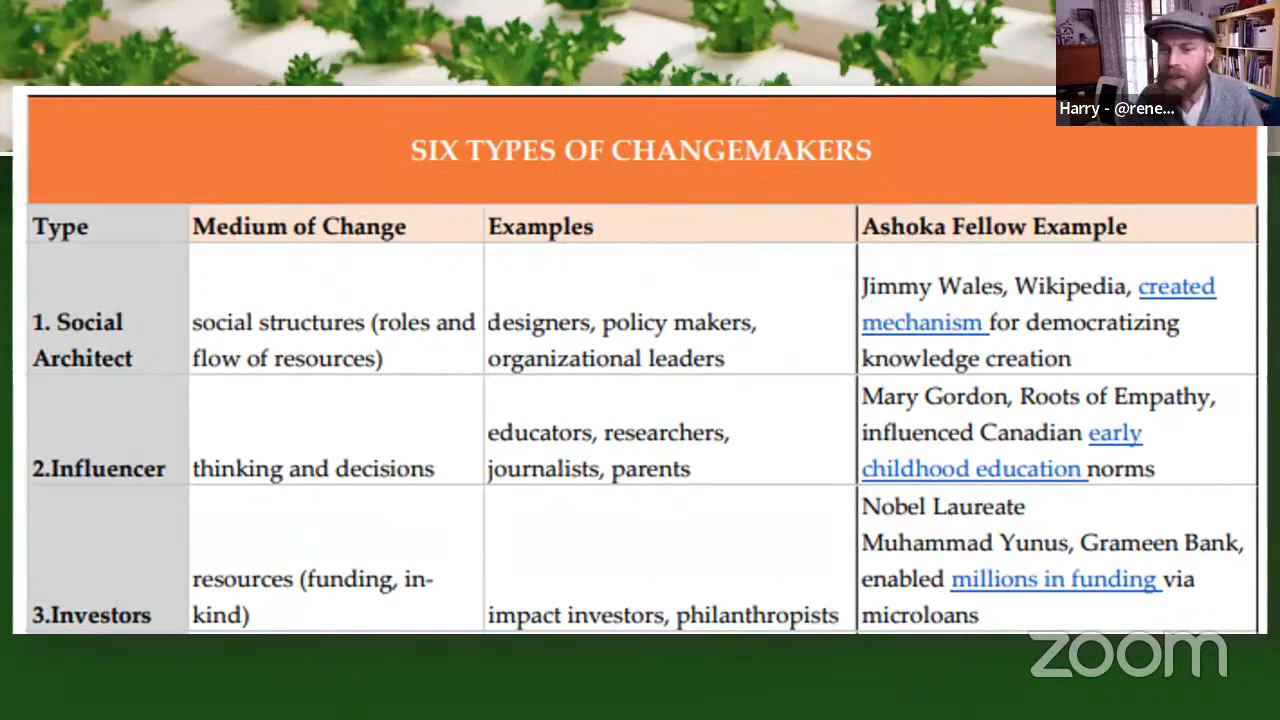 Harry - @rene...
SIX TYPES OF CHANGEMAKERS
Type
Medium of Change
Examples
Ashoka Fellow Example
1. Social
Architect
social structures (roles and
flow of resources)
designers, policy makers,
organizational leaders
Jimmy Wales, Wikipedia, created
mechanism for democratizing
knowledge creation
2.Influencer
thinking and decisions
educators, researchers,
journalists, parents
Mary Gordon, Roots of Empathy,
influenced Canadian early
childhood education norms
3.Investors
resources (funding, in-
kind)
impact investors, philanthropists
Nobel Laureate
Muhammad Yunus, Grameen Bank,
enabled millions in funding via
microloans
zoom